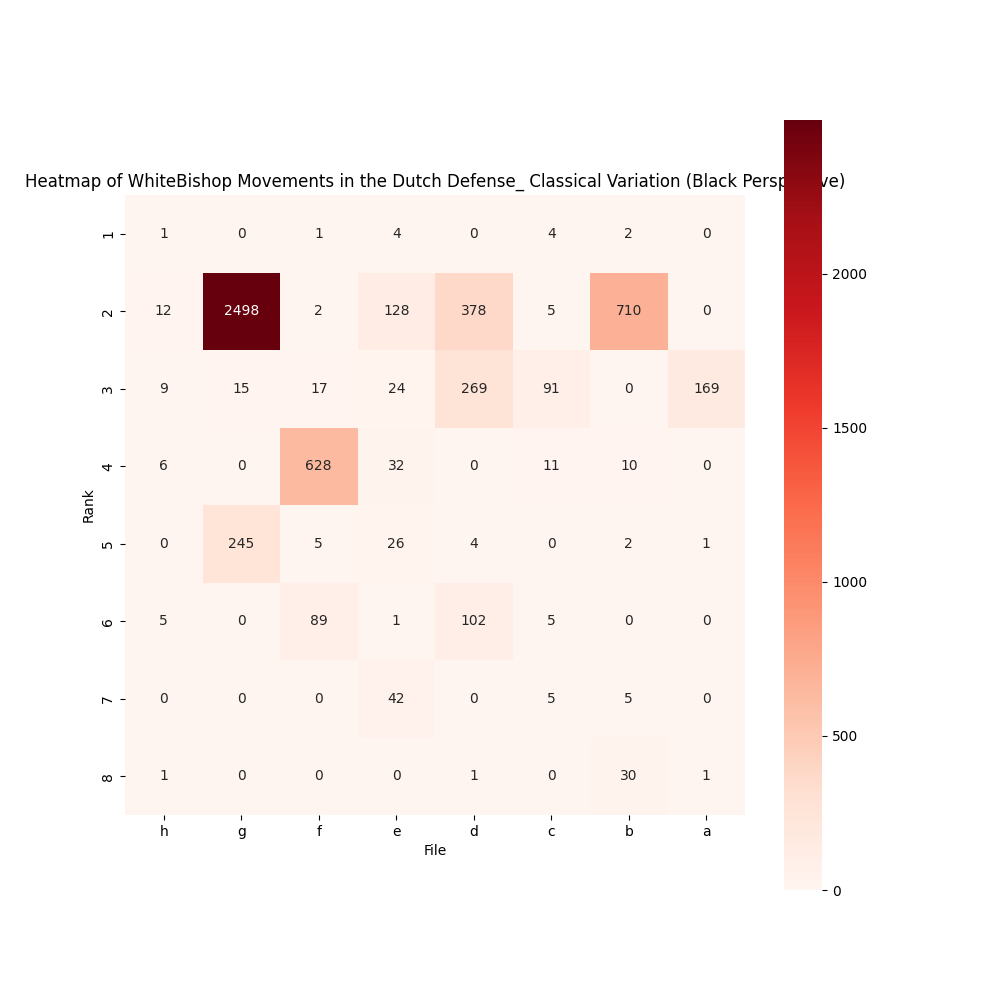 Heatmap of WhiteBishop Movements in the Dutch Defense_ Classical Variation (Black Persp ve)
1 1 0 1 4 0 4 2 0
2 12 2498 2 128 378 5 710 0
3 9 15 17 24 269 91 0 169
4 6 0 628 32 0 11 10 0
Rank
5 0 245 5 26 4 0 2 1
6 5 0 89 1 102 5 0 0
7 0 0 0 42 0 5 5 0
8 1 0 0 0 1 0 30 1
h g f e d c b a
File
2000
1500
1000
500
0